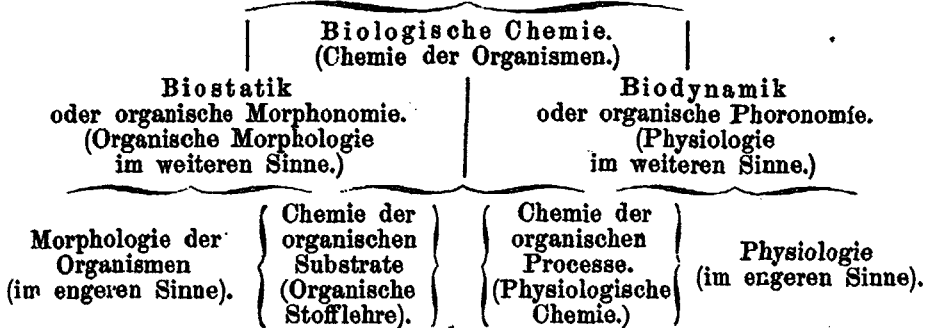 Biologische Chemie.
(Chemie der Organismen.)
Biostatik
oder organische Morphonomie.
(Organische Morphologie
im weiteren Sinne.)
Biodynamik
oder organische Phoronomie.
(Physiologie
im weiteren Sinne.)
Morphologie der
Organismen
(im engeren Sinne).
Chemie der
organischen
Substrate
(Organische
Stofflehre).
Chemie der
organischen
Processe.
(Physiologische
Chemie.)
Physiologie
(im engeren Sinne.)